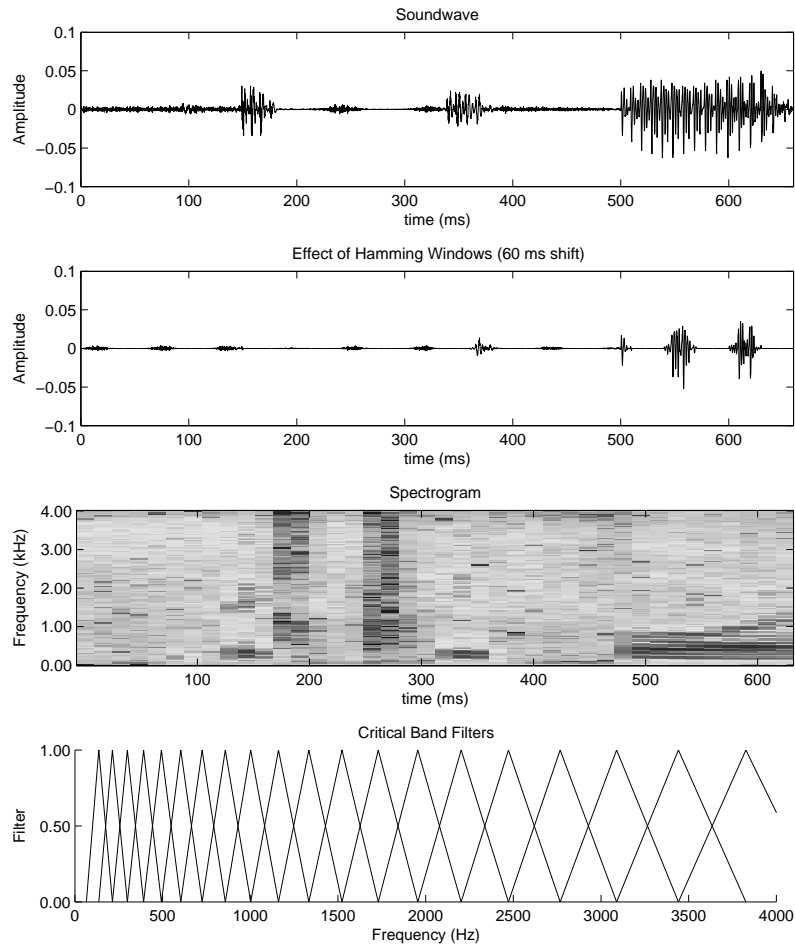 Soundwave
0.1
0.05
0
−0.05
−0.1
Amplitude
0 100 200 300 400 500 600
time (ms)
Effect of Hamming Windows (60 ms shift)
0.1
0.05
0
−0.05
−0.1
Amplitude
0 100 200 300 400 500 600
time (ms)
Spectrogram
4.00
3.00
2.00
1.00
0.00
Frequency (kHz)
100 200 300 400 500 600
time (ms)
Critical Band Filters
1.00
0.50
0.00
Filter
0 500 1000 1500 2000 2500 3000 3500 4000
Frequency (Hz)